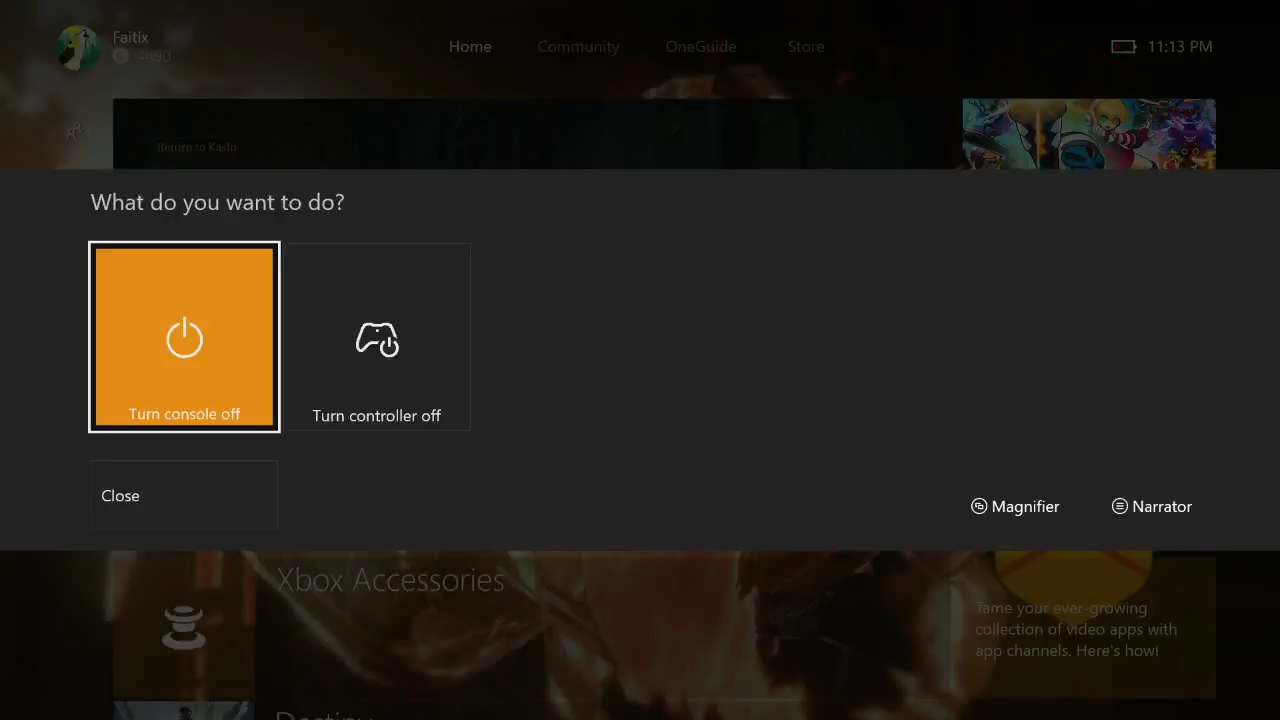 Faitix
Home Community OneGuide Store
11:13 PM
Return to Kaslo
What do you want to do?
Turn console off
Turn controller off
Close
Magnifier
Narrator
Xbox Accessories
Tame your ever-growing
collection of video apps with
app channels. Here's how!
Destiny